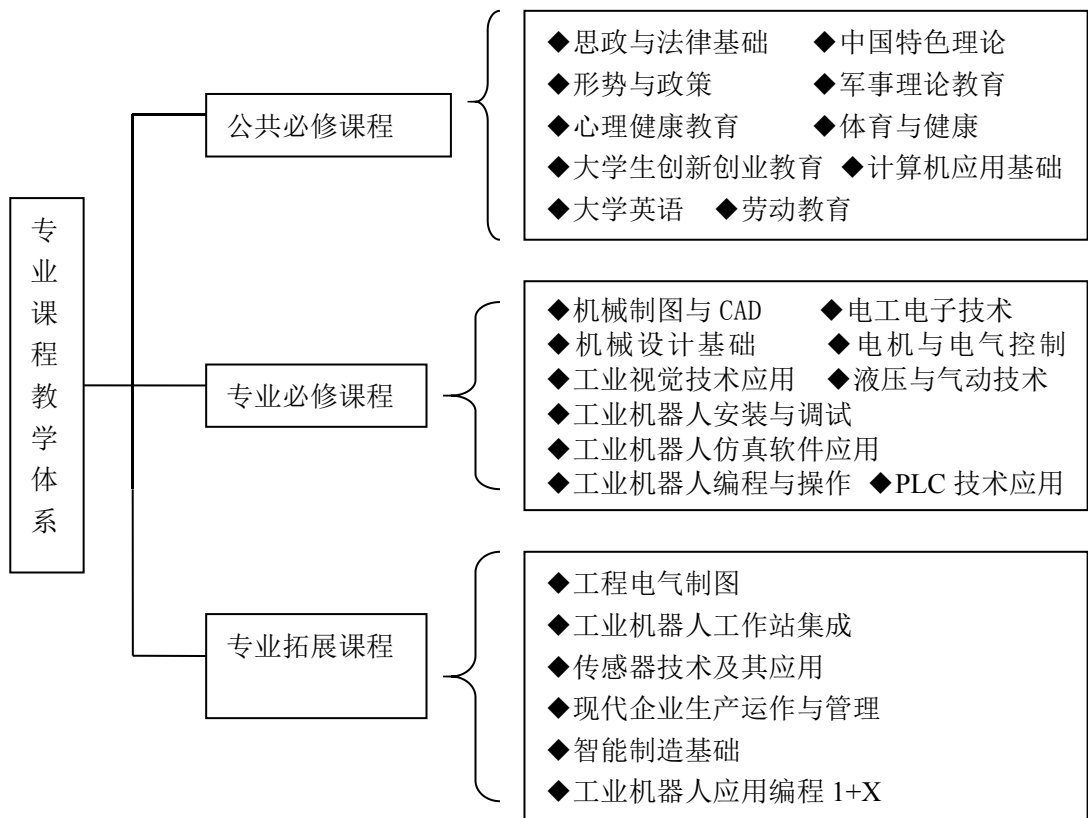 专业课程教学体系
公共必修课程
◆思政与法律基础 ◆中国特色理论
◆形势与政策 ◆军事理论教育
◆心理健康教育 ◆体育与健康
◆大学生创新创业教育 ◆计算机应用基础
◆大学英语 ◆劳动教育
专业必修课程
◆机械制图与 CAD ◆电工电子技术
◆机械设计基础 ◆电机与电气控制
◆工业视觉技术应用 ◆液压与气动技术
◆工业机器人安装与调试
◆工业机器人仿真软件应用
◆工业机器人编程与操作 ◆PLC 技术应用
专业拓展课程
◆工程电气制图
◆工业机器人工作站集成
◆传感器技术及其应用
◆现代企业生产运作与管理
◆智能制造基础
◆工业机器人应用编程 1+X